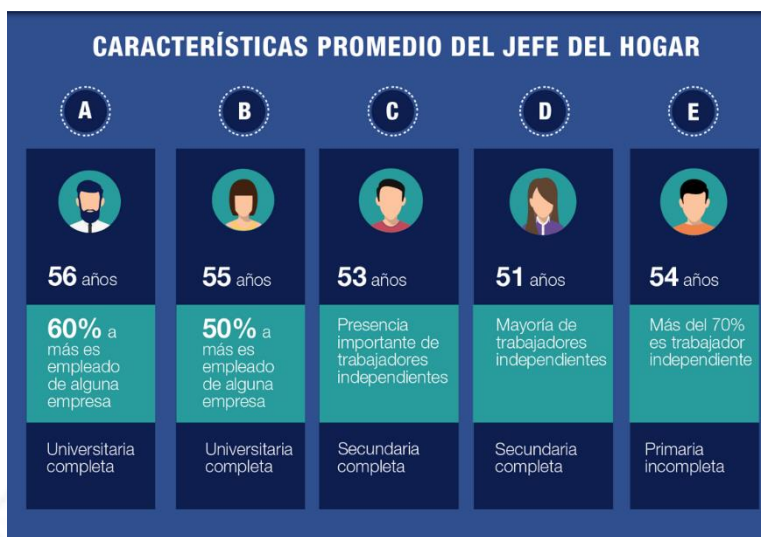 CARACTERÍSTICAS PROMEDIO DEL JEFE DEL HOGAR
A
56 años
60% a
más es
empleado
de alguna
empresa
Universitaria
completa
B
55 años
50% a
más es
empleado
de alguna
empresa
Universitaria
completa
C
53 años
Presencia
importante de
trabajadores
independientes
Secundaria
completa
D
51 años
Mayoría de
trabajadores
independientes
Secundaria
completa
E
54 años
Más del 70%
es trabajador
independiente
Primaria
incompleta